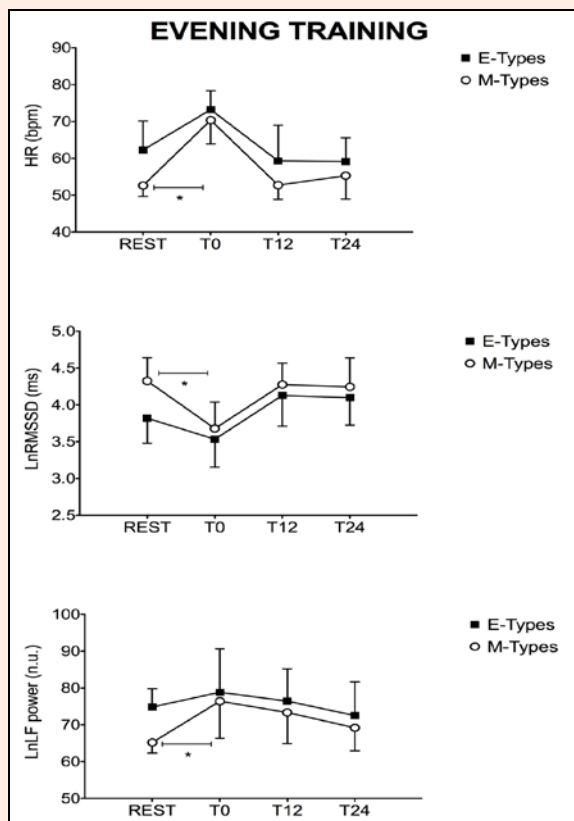 EVENING TRAINING
HR (bpm)
90
80
70
60
50
40
REST T0 T12 T24
E-Types
M-Types
*
LnRMSSD (ms)
5.0
4.5
4.0
3.5
3.0
2.5
REST T0 T12 T24
E-Types
M-Types
*
LnLF power (n.u.)
100
90
80
70
60
50
REST T0 T12 T24
E-Types
M-Types
*